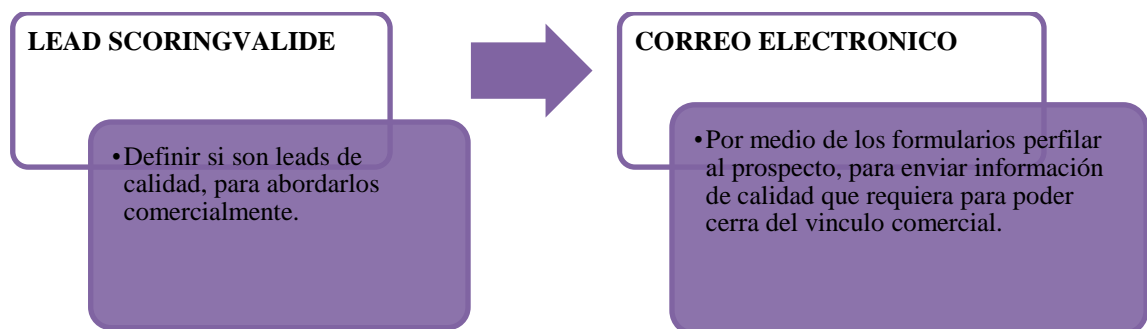 LEAD SCORINGVALIDE
•Definir si son leads de
calidad, para abordarlos
comercialmente.
CORREO ELECTRONICO
•Por medio de los formularios perfilar
al prospecto, para enviar información
de calidad que requiera para poder
cerra del vinculo comercial.